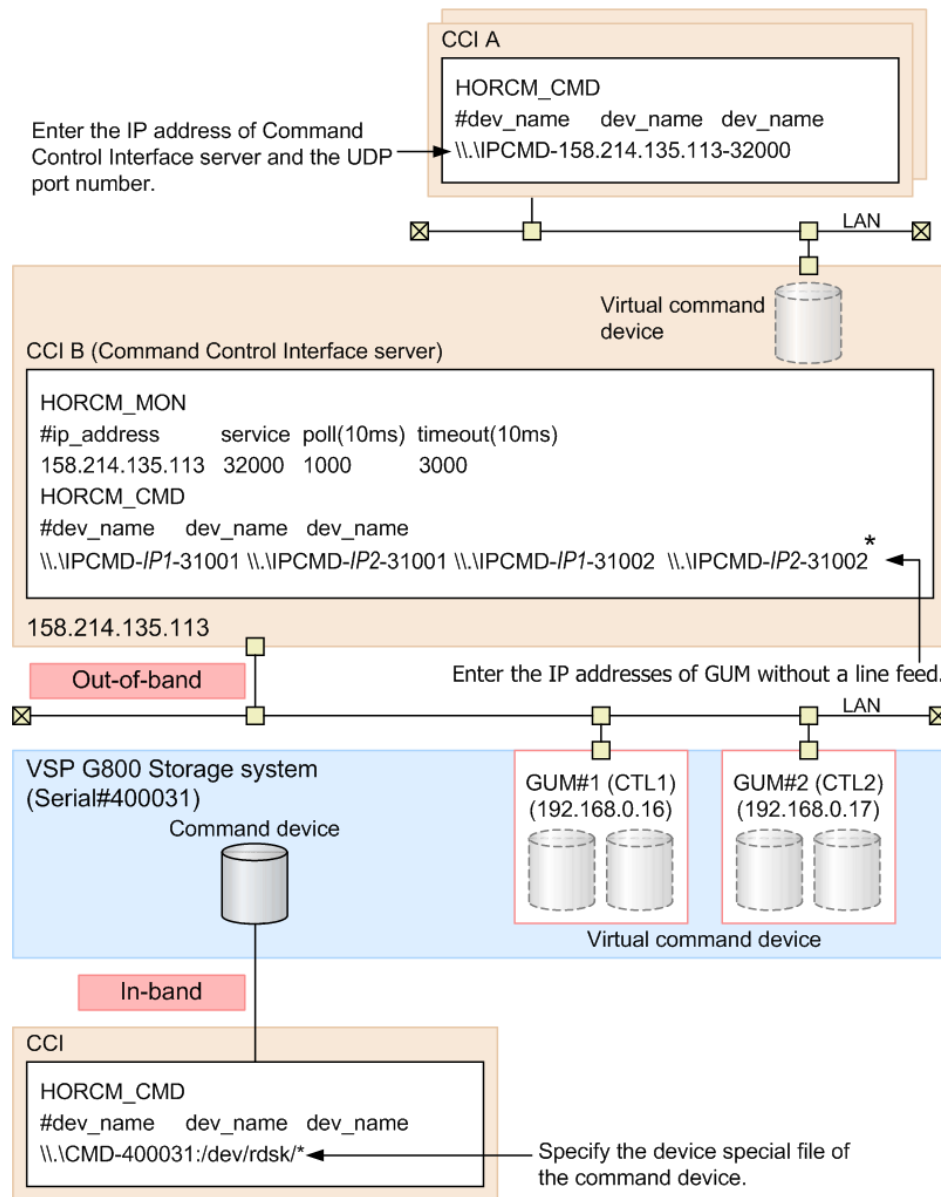 CCI A
HORCM_CMD
#dev_name dev_name dev_name
\\.\IPCMD-158.214.135.113-32000
Enter the IP address of Command
Control Interface server and the UDP
port number.
LAN
Virtual command
device
CCI B (Command Control Interface server)
HORCM_MON
#ip_address service poll(10ms) timeout(10ms)
158.214.135.113 32000 1000 3000
HORCM_CMD
#dev_name dev_name dev_name
\\.\IPCMD-IP1-31001 \\.\IPCMD-IP2-31001 \\.\IPCMD-IP1-31002 \\.\IPCMD-IP2-31002*
158.214.135.113
Enter the IP addresses of GUM without a line feed.
Out-of-band
LAN
VSP G800 Storage system
(Serial#400031)
Command device
GUM#1 (CTL1)
(192.168.0.16)
GUM#2 (CTL2)
(192.168.0.17)
Virtual command device
In-band
CCI
HORCM_CMD
#dev_name dev_name dev_name
\\.\CMD-400031:/dev/rdsk/*
Specify the device special file of
the command device.